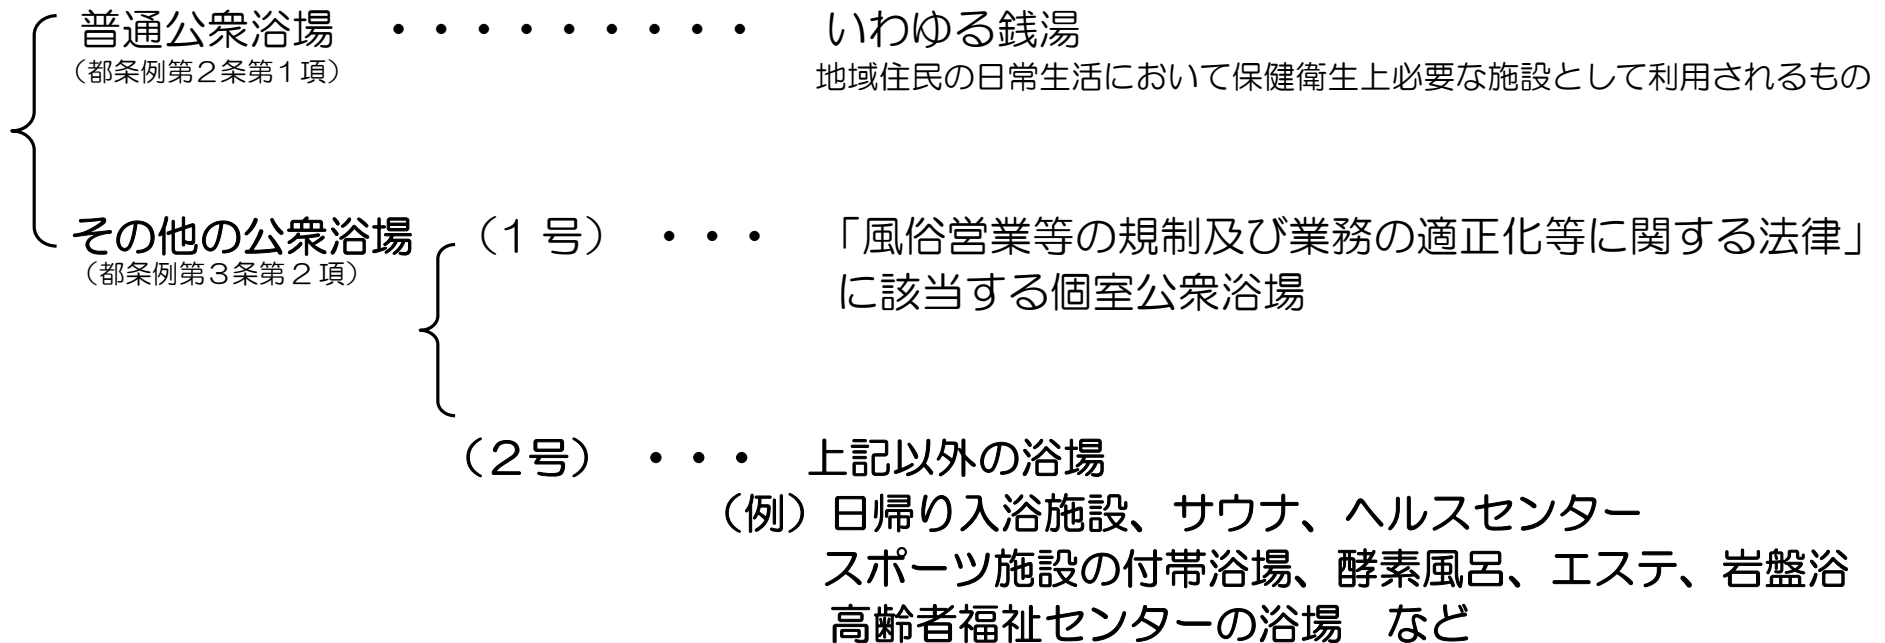 普通公衆浴場　・・・・・・・・・　いわゆる銭湯
（都条例第２条第１項）　地域住民の日常生活において保健衛生上必要な施設として利用されるもの
その他の公衆浴場　（１号）　・・・　「風俗営業等の規制及び業務の適正化等に関する法律」
（都条例第３条第２項）　に該当する個室公衆浴場
（２号）　・・・　上記以外の浴場
（例）日帰り入浴施設、サウナ、ヘルスセンター
スポーツ施設の付帯浴場、酵素風呂、エステ、岩盤浴
高齢者福祉センターの浴場　など